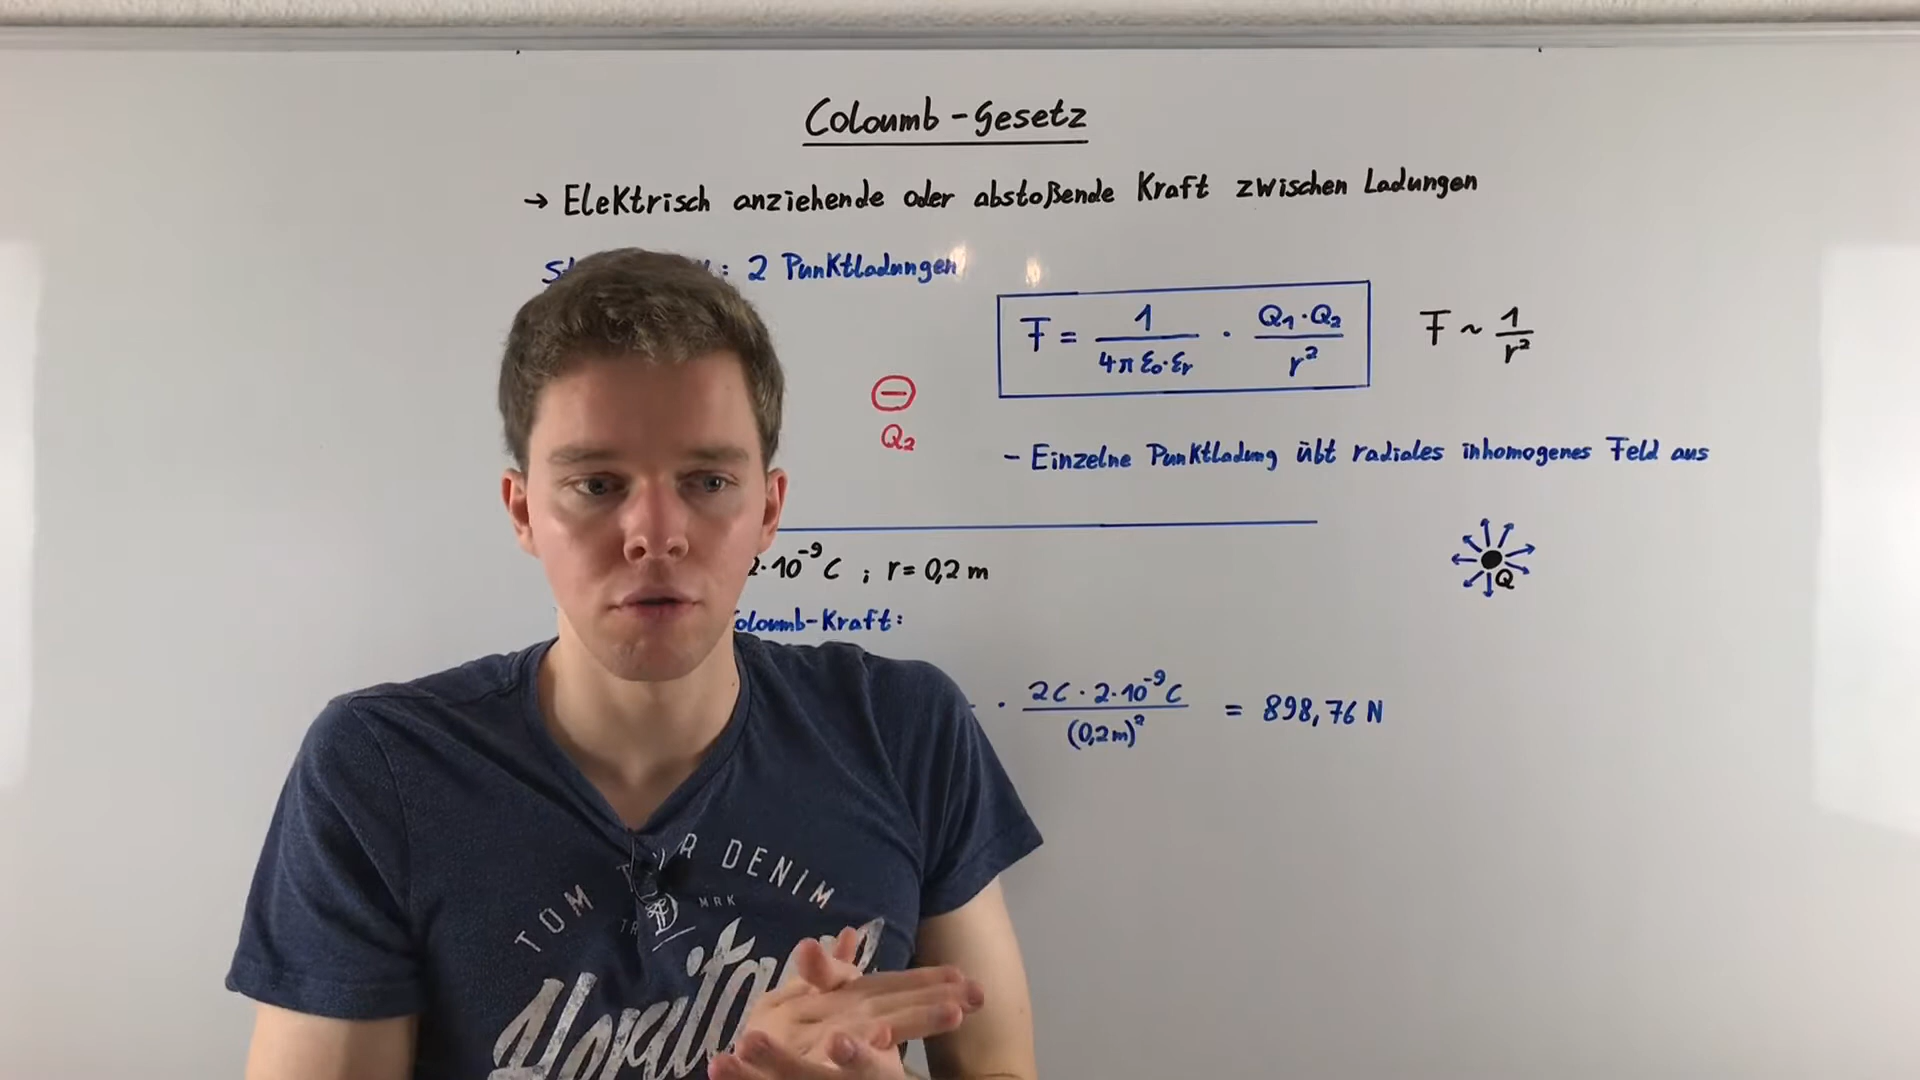 Coloumb-Gesetz
→ Elektrisch anziehende oder abstoßende Kraft zwischen Ladungen
: 2 Punktladungen
F = 1 / 4π ε₀·εᵣ · Q₁·Q₂ / r²
F ~ 1 / r²
⊖
Q₂
- Einzelne Punktladung übt radiales inhomogenes Feld aus
Q
2·10⁻⁹ C ; r = 0,2 m
oloumb-Kraft:
· 2C · 2·10⁻⁹ C / (0,2m)² = 898,76 N
TOM DENIM
MRK